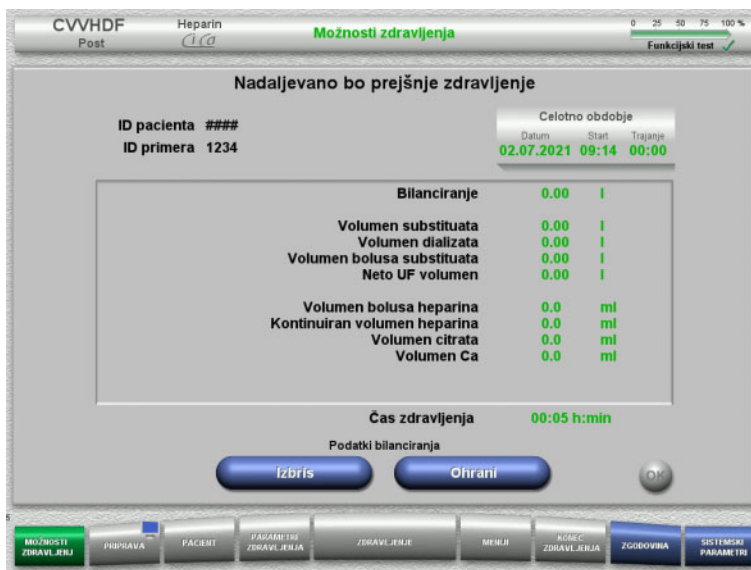 CVVHDF
Post
Heparin
Ci Ca
Možnosti zdravljenja
0 25 50 75 100 %
Funkcijski test
Nadaljevano bo prejšnje zdravljenje
ID pacienta ####
ID primera 1234
Celotno obdobje
Datum Start Trajanje
02.07.2021 09:14 00:00
Bilanciranje 0.00 l
Volumen substituata 0.00 l
Volumen dializata 0.00 l
Volumen bolusa substituata 0.00 l
Neto UF volumen 0.00 l
Volumen bolusa heparina 0.0 ml
Kontinuiran volumen heparina 0.0 ml
Volumen citrata 0.0 ml
Volumen Ca 0.0 ml
Čas zdravljenja 00:05 h:min
Podatki bilanciranja
Izbris
Ohrani
OK
5
MOŽNOSTI
ZDRAVLJENJ
PRIPRAVA
PACIENT
PARAMETRI
ZDRAVLJENJA
ZDRAVLJENJE
MENIJI
KONEC
ZDRAVLJENJA
ZGODOVINA
SISTEMSKI
PARAMETRI